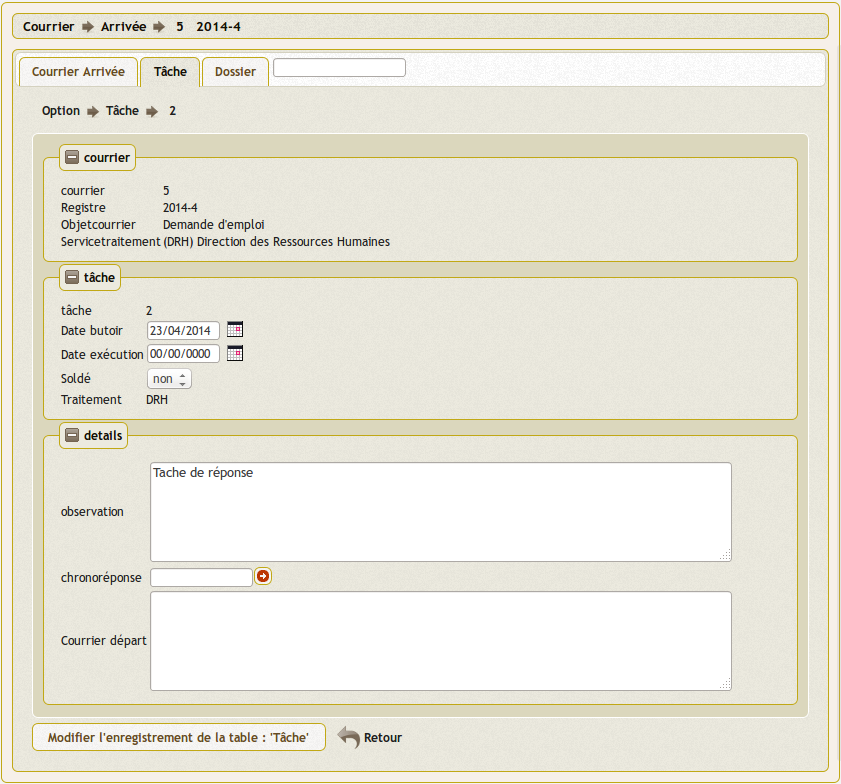 Courrier Arrivée 5 2014-4
Courrier Arrivée Tâche Dossier
Option Tâche 2
courrier
courrier 5
Registre 2014-4
Objetcourrier Demande d'emploi
Servicetraitement (DRH) Direction des Ressources Humaines
tâche
tâche 2
Date butoir 23/04/2014
Date exécution 00/00/0000
Soldé non
Traitement DRH
details
Tache de réponse
observation
chronoréponse
Courrier départ
Modifier l'enregistrement de la table : 'Tâche' Retour